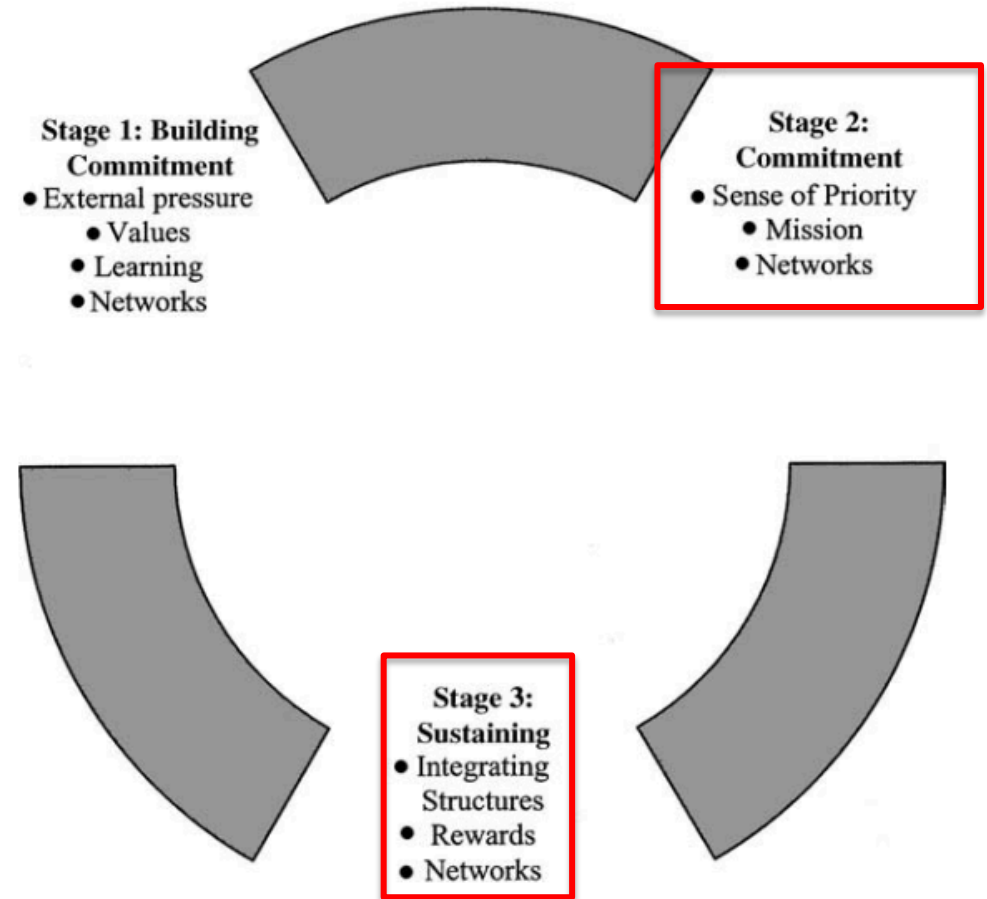 Stage 1: Building
Commitment
● External pressure
● Values
● Learning
● Networks
Stage 2:
Commitment
● Sense of Priority
● Mission
● Networks
Stage 3:
Sustaining
● Integrating
Structures
● Rewards
● Networks